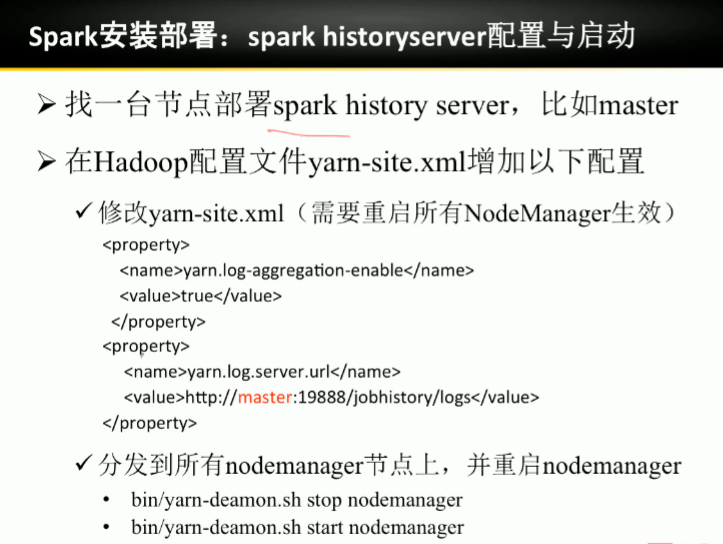 Spark安装部署：spark historyserver配置与启动
➢ 找一台节点部署spark history server，比如master
➢ 在Hadoop配置文件yarn-site.xml增加以下配置
✓ 修改yarn-site.xml（需要重启所有NodeManager生效）
<property>
<name>yarn.log-aggregation-enable</name>
<value>true</value>
</property>
<property>
<name>yarn.log.server.url</name>
<value>http://master:19888/jobhistory/logs</value>
</property>
✓ 分发到所有nodemanager节点上，并重启nodemanager
• bin/yarn-deamon.sh stop nodemanager
• bin/yarn-deamon.sh start nodemanager